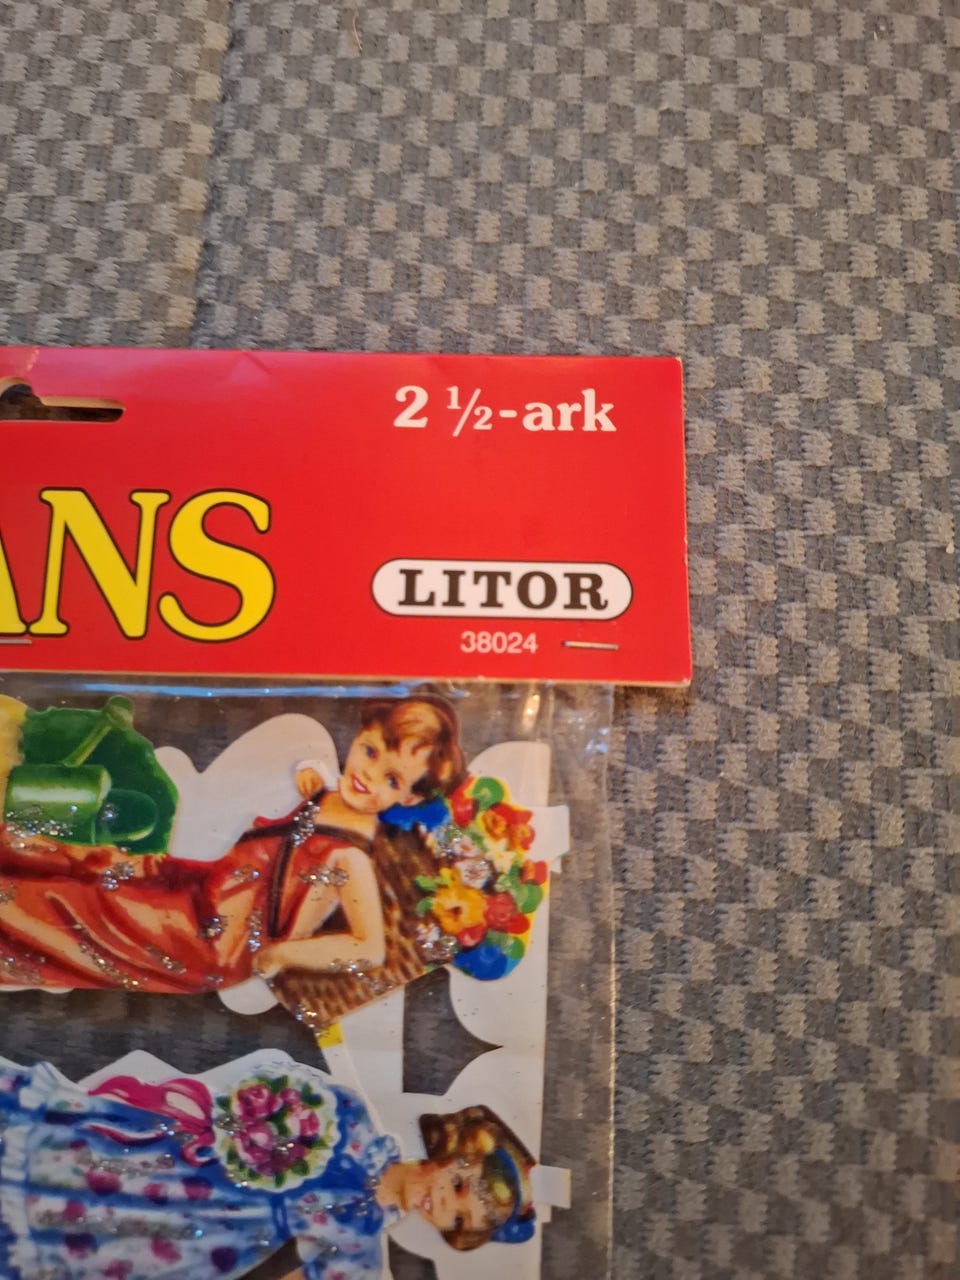 2 ½-ark
ANS
LITOR
38024